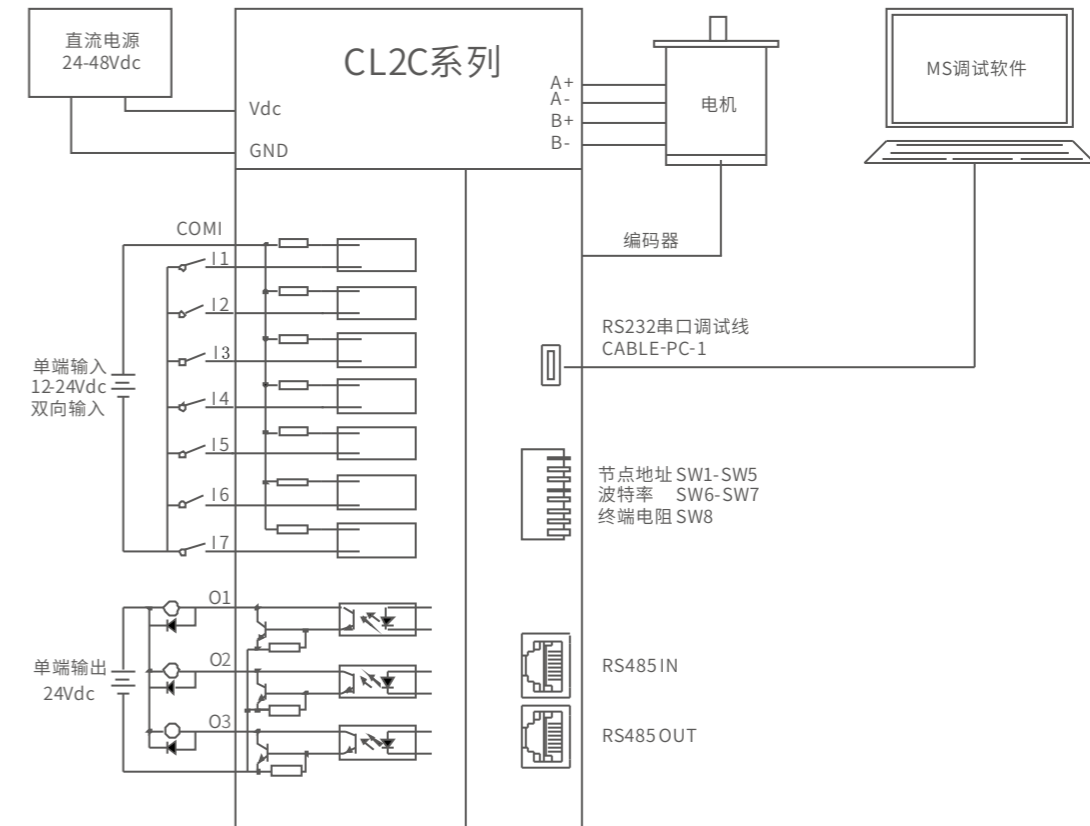 直流电源
24-48Vdc
CL2C系列
Vdc
GND
A+
A-
B+
B-
电机
MS调试软件
编码器
COMI
I1
I2
I3
I4
I5
I6
I7
单端输入
12-24Vdc
双向输入
RS232串口调试线
CABLE-PC-1
节点地址 SW1-SW5
波特率 SW6-SW7
终端电阻 SW8
O1
O2
O3
单端输出
24Vdc
RS485 IN
RS485 OUT